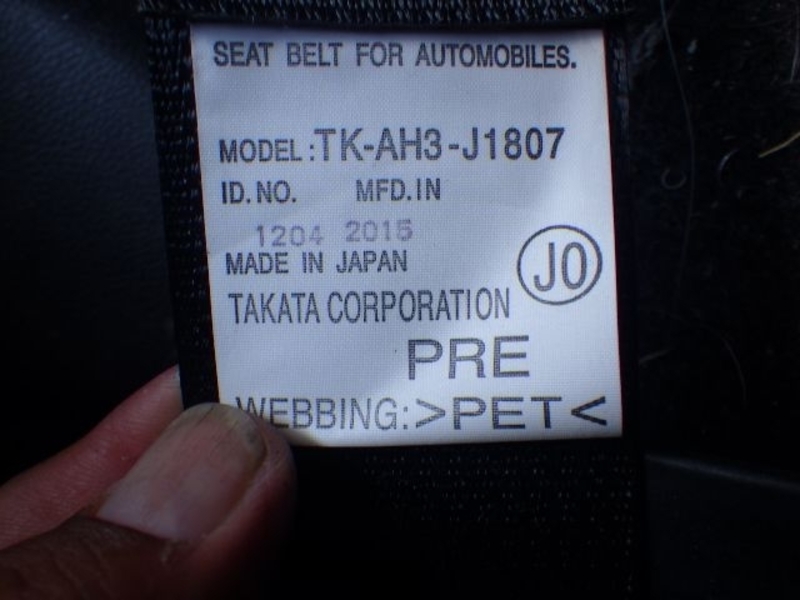 SEAT BELT FOR AUTOMOBILES.
MODEL:TK-AH3-J1807
ID.NO. MFD.IN
1204 2015
MADE IN JAPAN
JO
TAKATA CORPORATION
PRE
WEBBING:>PET<